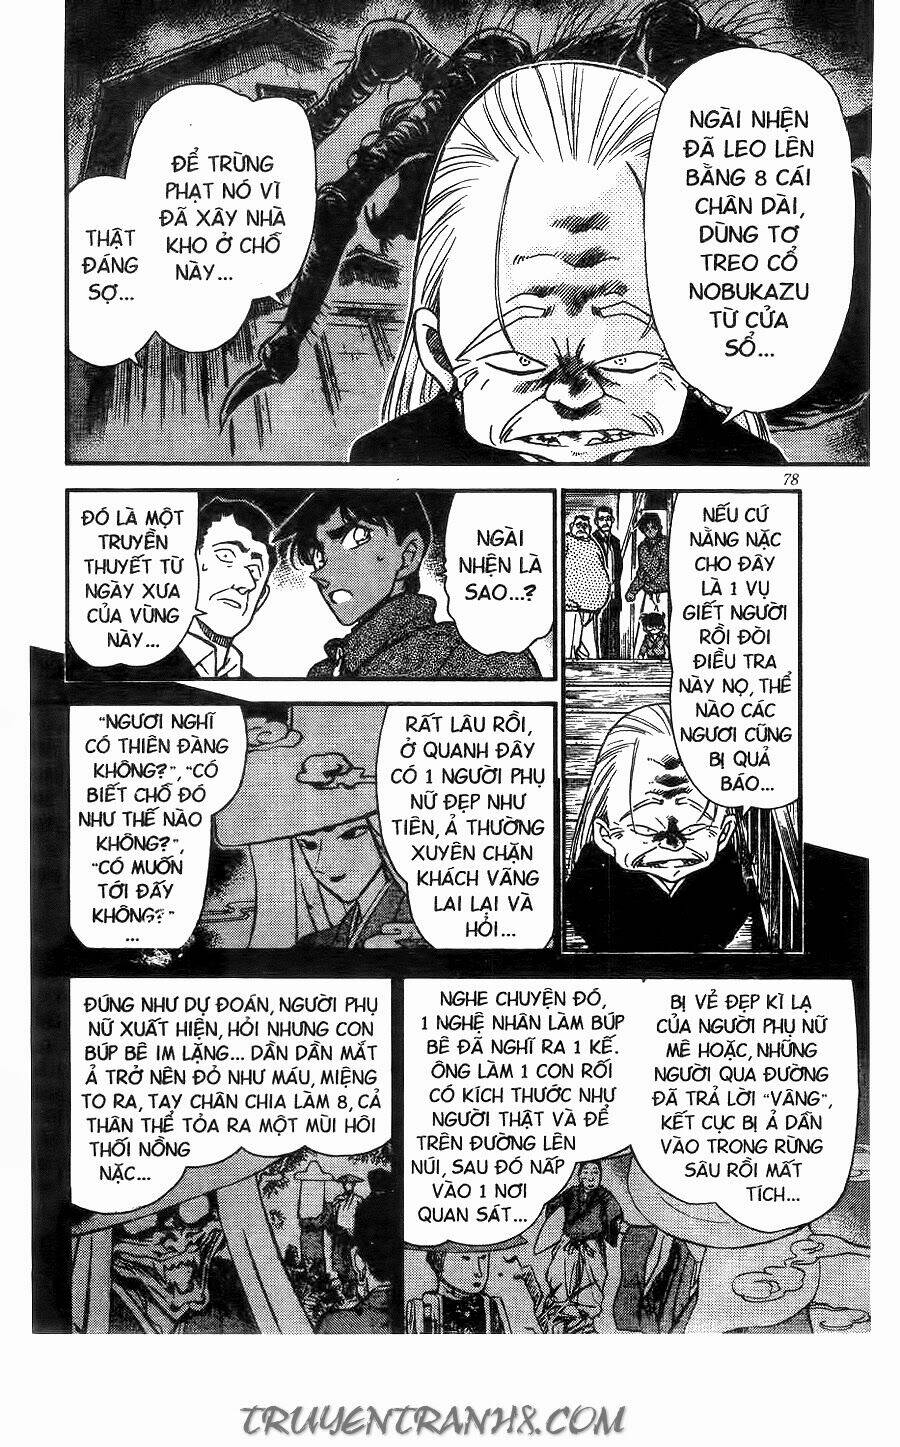 NGÀI NHỆN
ĐÃ LEO LÊN
BẰNG 8 CÁI
CHÂN DÀI,
DÙNG TƠ
TREO CỔ
NOBUKAZU
TỪ CỬA
SỔ...
ĐỂ TRỪNG
PHẠT NÓ VÌ
ĐÃ XÂY NHÀ
KHO Ở CHỖ
NÀY...
THẬT
ĐÁNG
SỢ...
78
NẾU CỨ
NẰNG NẶC
CHO ĐÂY
LÀ 1 VỤ
GIẾT NGƯỜI
RỒI ĐÒI
ĐIỀU TRA
NÀY NỌ, THỂ
NÀO CÁC
NGƯƠI CŨNG
BỊ QUẢ
BÁO...
NGÀI
NHỆN LÀ
SAO...?
ĐÓ LÀ MỘT
TRUYỀN
THUYẾT TỪ
NGÀY XƯA
CỦA VÙNG
NÀY...
RẤT LÂU RỒI,
Ở QUANH ĐÂY
CÓ 1 NGƯỜI PHỤ
NỮ ĐẸP NHƯ
TIÊN, Ả THƯỜNG
XUYÊN CHẶN
KHÁCH VÃNG
LAI LẠI VÀ
HỎI...
"NGƯƠI NGHĨ
CÓ THIÊN ĐÀNG
KHÔNG?", "CÓ
BIẾT CHỖ ĐÓ
NHƯ THẾ NÀO
KHÔNG?",
"CÓ MUỐN
TỚI ĐẤY
KHÔNG?"
...
BỊ VẺ ĐẸP KÌ LẠ
CỦA NGƯỜI PHỤ NỮ
MÊ HOẶC, NHỮNG
NGƯỜI QUA ĐƯỜNG
ĐÃ TRẢ LỜI "VÂNG",
KẾT CỤC BỊ Ả DẪN
VÀO TRONG RỪNG
SÂU RỒI MẤT
TÍCH...
NGHE CHUYỆN ĐÓ,
1 NGHỆ NHÂN LÀM BÚP
BÊ ĐÃ NGHĨ RA 1 KẾ.
ÔNG LÀM 1 CON RỐI
CÓ KÍCH THƯỚC NHƯ
NGƯỜI THẬT VÀ ĐỂ
TRÊN ĐƯỜNG LÊN
NÚI, SAU ĐÓ NẤP
VÀO 1 NƠI
QUAN SÁT...
ĐÚNG NHƯ DỰ ĐOÁN, NGƯỜI PHỤ
NỮ XUẤT HIỆN, HỎI NHƯNG CON
BÚP BÊ IM LẶNG... DẦN DẦN MẮT
Ả TRỞ NÊN ĐỎ NHƯ MÁU, MIỆNG
TO RA, TAY CHÂN CHIA LÀM 8, CẢ
THÂN THỂ TỎA RA MỘT MÙI HÔI
THỐI NỒNG
NẶC...
TRUYENTRANH8.COM